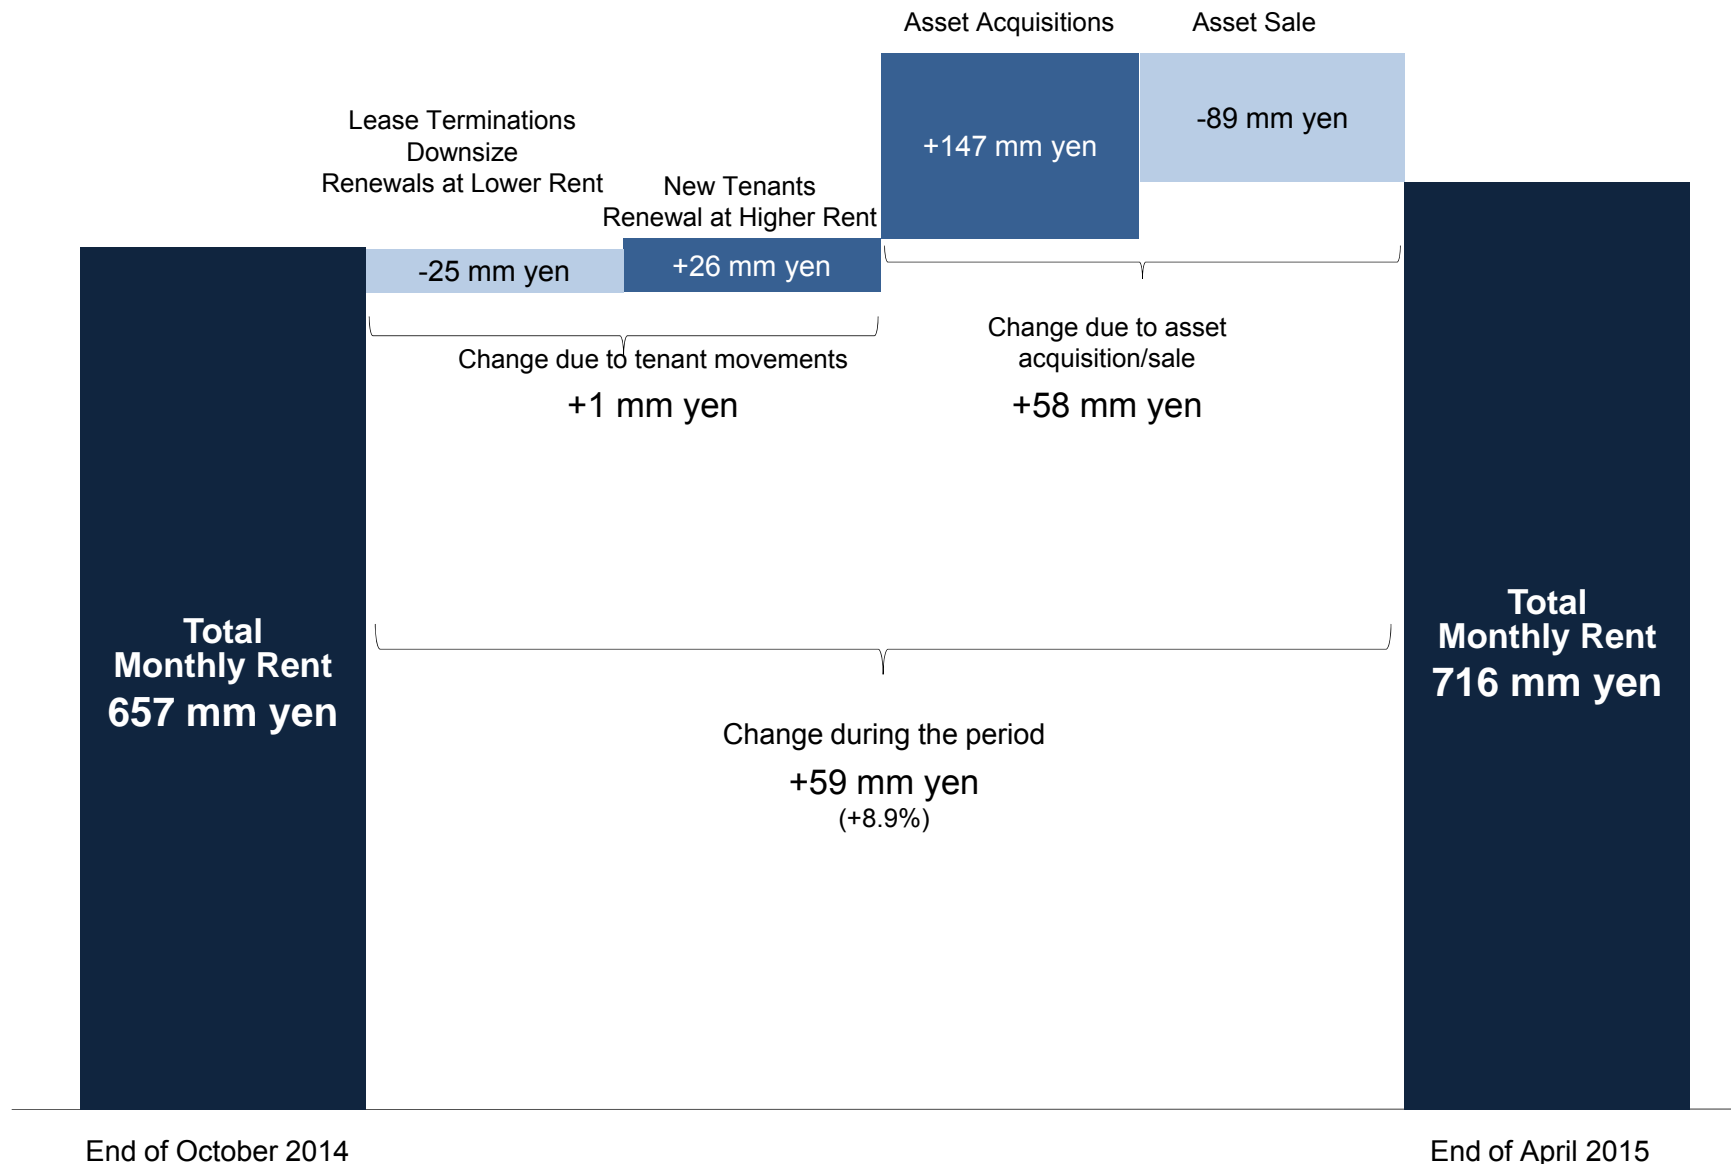 Asset Acquisitions
Asset Sale
+147 mm yen
-89 mm yen
Lease Terminations
Downsize
Renewals at Lower Rent
New Tenants
Renewal at Higher Rent
-25 mm yen
+26 mm yen
Change due to tenant movements
+1 mm yen
Change due to asset
acquisition/sale
+58 mm yen
Total
Monthly Rent
657 mm yen
Total
Monthly Rent
716 mm yen
Change during the period
+59 mm yen
(+8.9%)
End of October 2014
End of April 2015